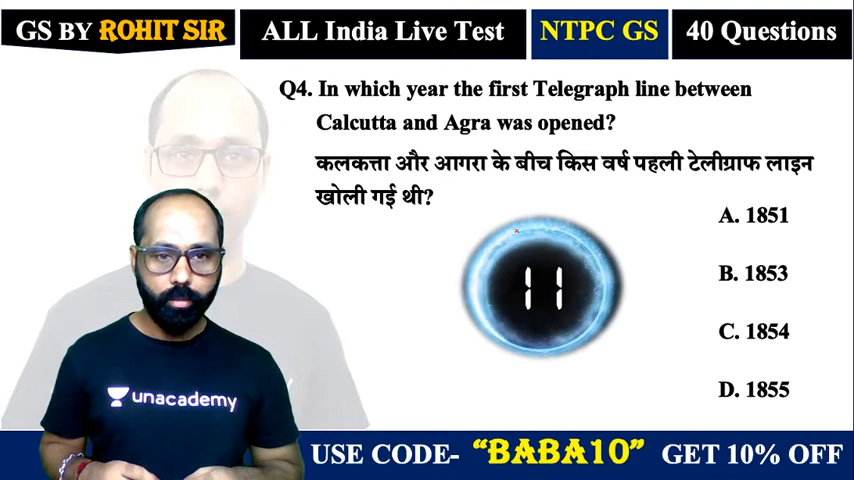 GS BY ROHIT SIR
ALL India Live Test
NTPC GS
40 Questions
Q4. In which year the first Telegraph line between
Calcutta and Agra was opened?
कलकत्ता और आगरा के बीच किस वर्ष पहली टेलीग्राफ लाइन
खोली गई थी?
A. 1851
B. 1853
C. 1854
D. 1855
11
unacademy
USE CODE- “BABA10” GET 10% OFF